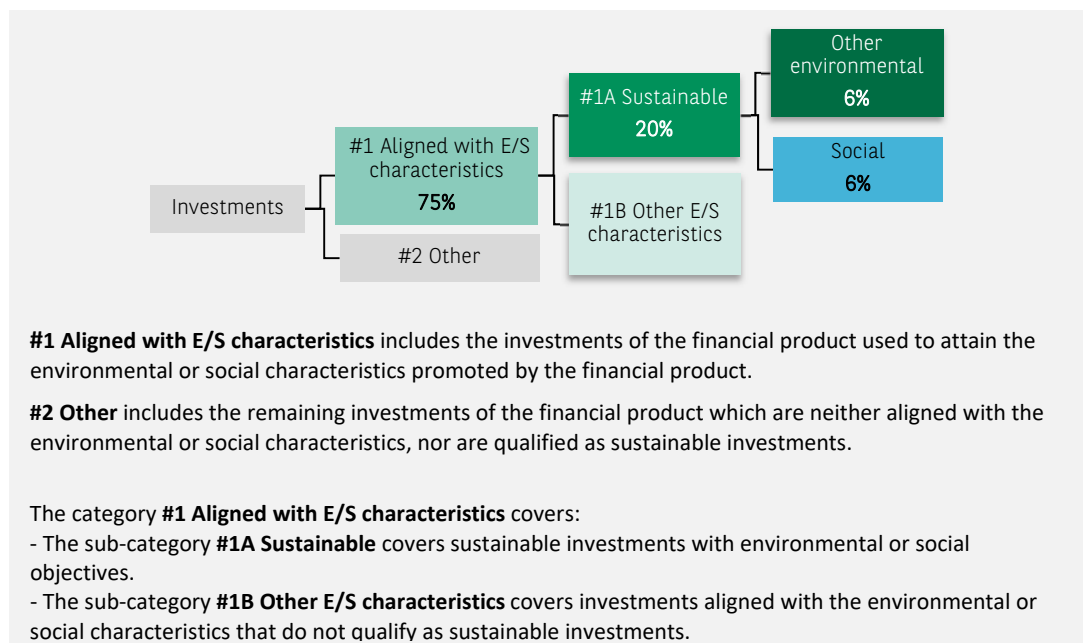 Other
environmental
6%
#1A Sustainable
20%
#1 Aligned with E/S
characteristics
75%
Social
6%
Investments
#1B Other E/S
characteristics
#2 Other
#1 Aligned with E/S characteristics includes the investments of the financial product used to attain the
environmental or social characteristics promoted by the financial product.
#2 Other includes the remaining investments of the financial product which are neither aligned with the
environmental or social characteristics, nor are qualified as sustainable investments.
The category #1 Aligned with E/S characteristics covers:
- The sub-category #1A Sustainable covers sustainable investments with environmental or social
objectives.
- The sub-category #1B Other E/S characteristics covers investments aligned with the environmental or
social characteristics that do not qualify as sustainable investments.